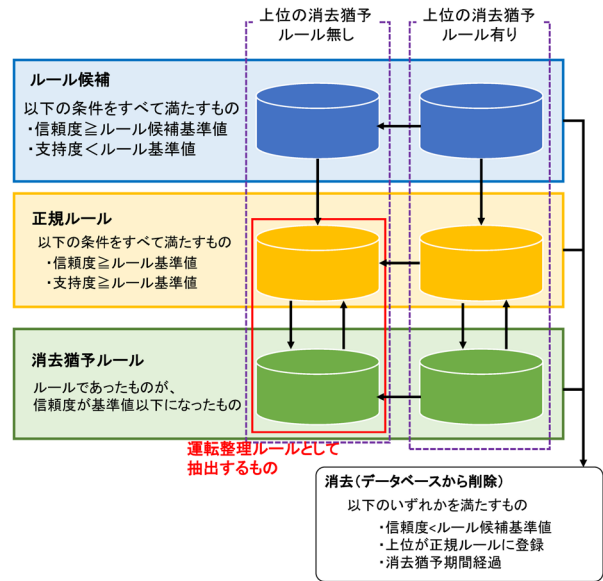 上位の消去猶予
ルール無し
上位の消去猶予
ルール有り
ルール候補
以下の条件をすべて満たすもの
・信頼度≧ルール候補基準値
・支持度<ルール基準値
正規ルール
以下の条件をすべて満たすもの
・信頼度≧ルール基準値
・支持度≧ルール基準値
消去猶予ルール
ルールであったものが、
信頼度が基準値以下になったもの
運転整理ルールとして
抽出するもの
消去(データベースから削除)
以下のいずれかを満たすもの
・信頼度<ルール候補基準値
・上位が正規ルールに登録
・消去猶予期間経過